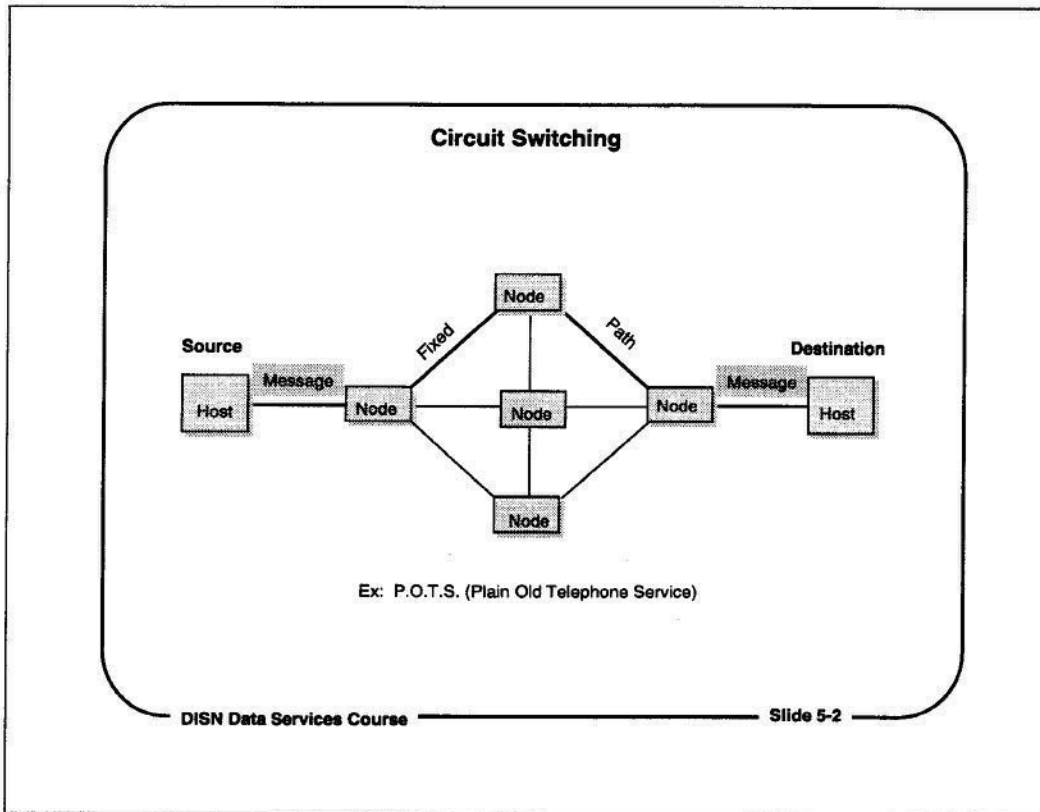 Circuit Switching
Node
Fixed
Path
Source
Destination
Message
Message
Host
Node
Node
Node
Host
Node
Ex: P.O.T.S. (Plain Old Telephone Service)
DISN Data Services Course
Slide 5-2